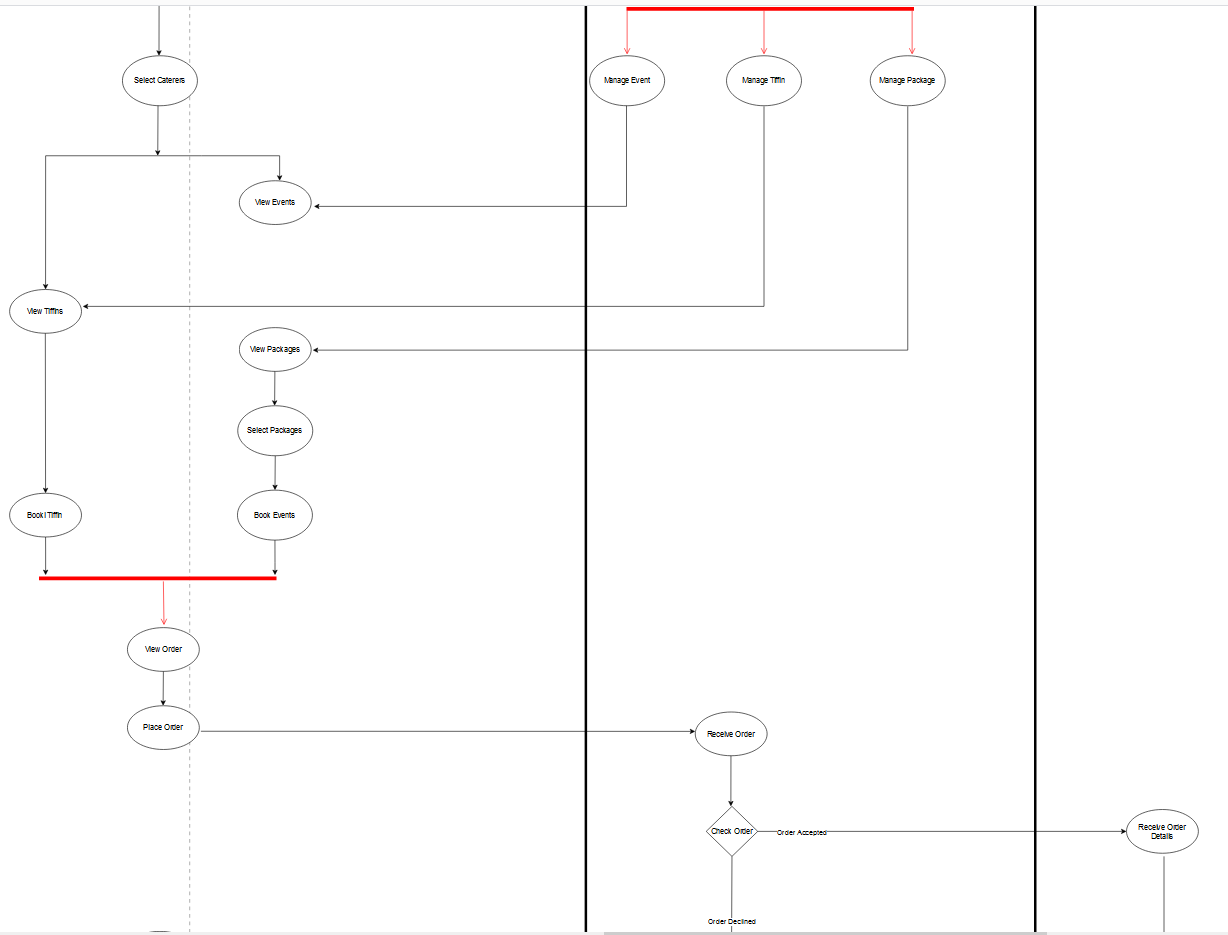 Select Caterers
Manage Event
Manage Tiffin
Manage Package
View Events
View Tiffins
View Packages
Select Packages
Book Tiffin
Book Events
View Order
Place Order
Receive Order
Check Order
Order Accepted
Receive Order
Details
Order Declined